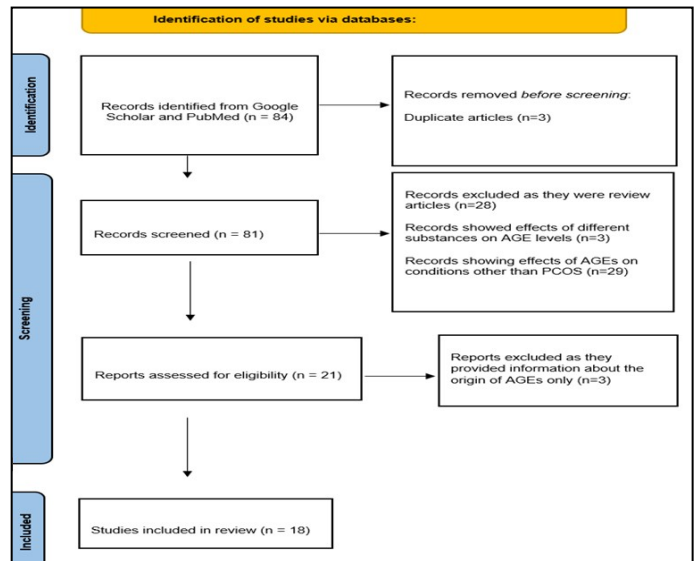 Identification of studies via databases:
Identification
Records identified from Google
Scholar and PubMed (n = 84)
Records removed before screening:
Duplicate articles (n=3)
Screening
Records screened (n = 81)
Records excluded as they were review
articles (n=28)
Records showed effects of different
substances on AGE levels (n=3)
Records showing effects of AGEs on
conditions other than PCOS (n=29)
Reports assessed for eligibility (n = 21)
Reports excluded as they
provided information about the
origin of AGEs only (n=3)
Included
Studies included in review (n = 18)